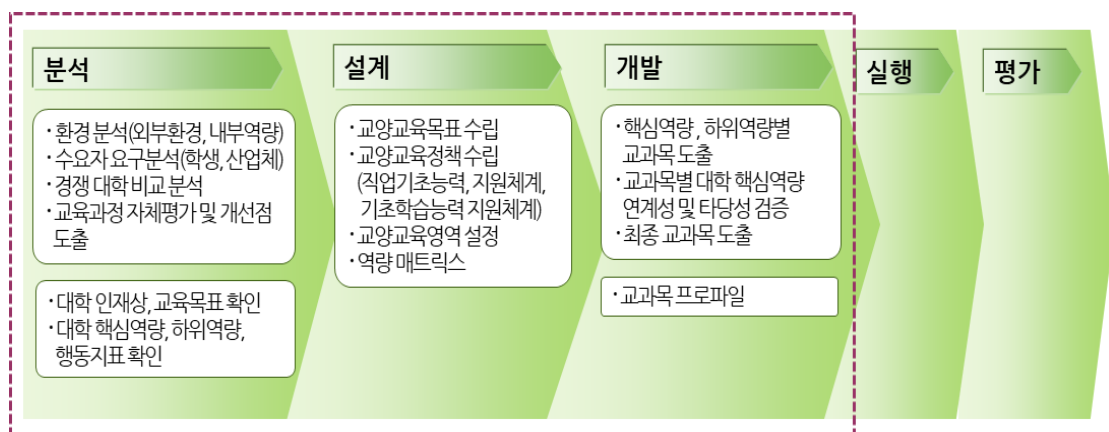 분석
· 환경 분석(외부환경, 내부역량)
· 수요자 요구분석(학생, 산업체)
· 경쟁 대학 비교 분석
· 교육과정 자체평가 및 개선점
도출
· 대학 인재상, 교육목표 확인
· 대학 핵심역량, 하위역량,
행동지표 확인
설계
· 교양교육목표 수립
· 교양교육정책 수립
(직업기초능력, 지원체계,
기초학습능력 지원체계)
· 교양교육영역 설정
· 역량 매트릭스
개발
· 핵심역량, 하위역량별
교과목 도출
· 교과목별 대학 핵심역량
연계성 및 타당성 검증
· 최종 교과목 도출
· 교과목 프로파일
실행
평가